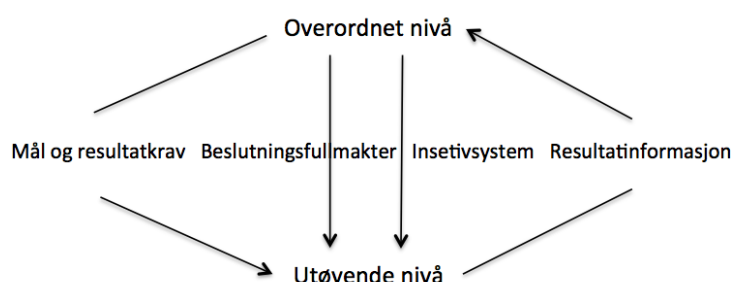 Overordnet nivå
Mål og resultatkrav Beslutningsfullmakter Insetivsystem Resultatinformasjon
Utøvende nivå